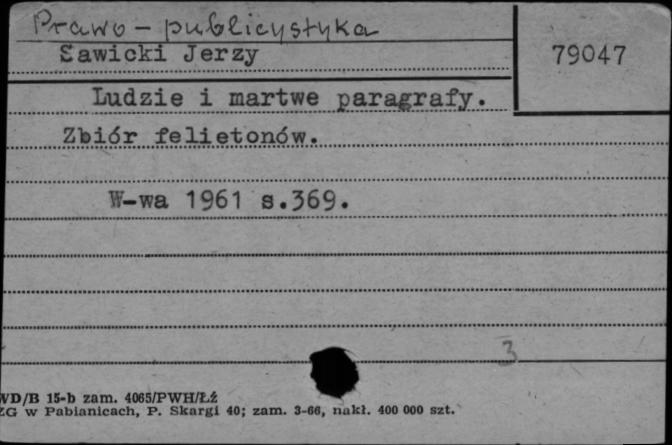 Prawo - publicystyka
Sawicki Jerzy
79047
Ludzie i martwe paragrafy.
Zbiór felietonów.
W-wa 1961 s.369.
3
WD/B 15-b zam. 4065/PWH/Łź
ZG w Pabianicach, P. Skargi 40; zam. 3-66, nakł. 400 000 szt.